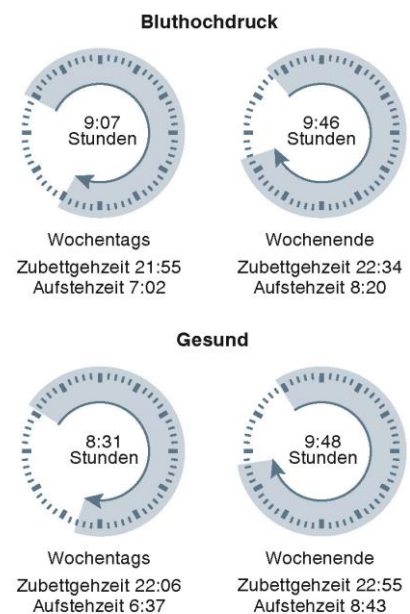 Bluthochdruck
9:07
Stunden
9:46
Stunden
Wochentags
Zubettgehzeit 21:55
Aufstehzeit 7:02
Wochenende
Zubettgehzeit 22:34
Aufstehzeit 8:20
Gesund
8:31
Stunden
9:48
Stunden
Wochentags
Zubettgehzeit 22:06
Aufstehzeit 6:37
Wochenende
Zubettgehzeit 22:55
Aufstehzeit 8:43